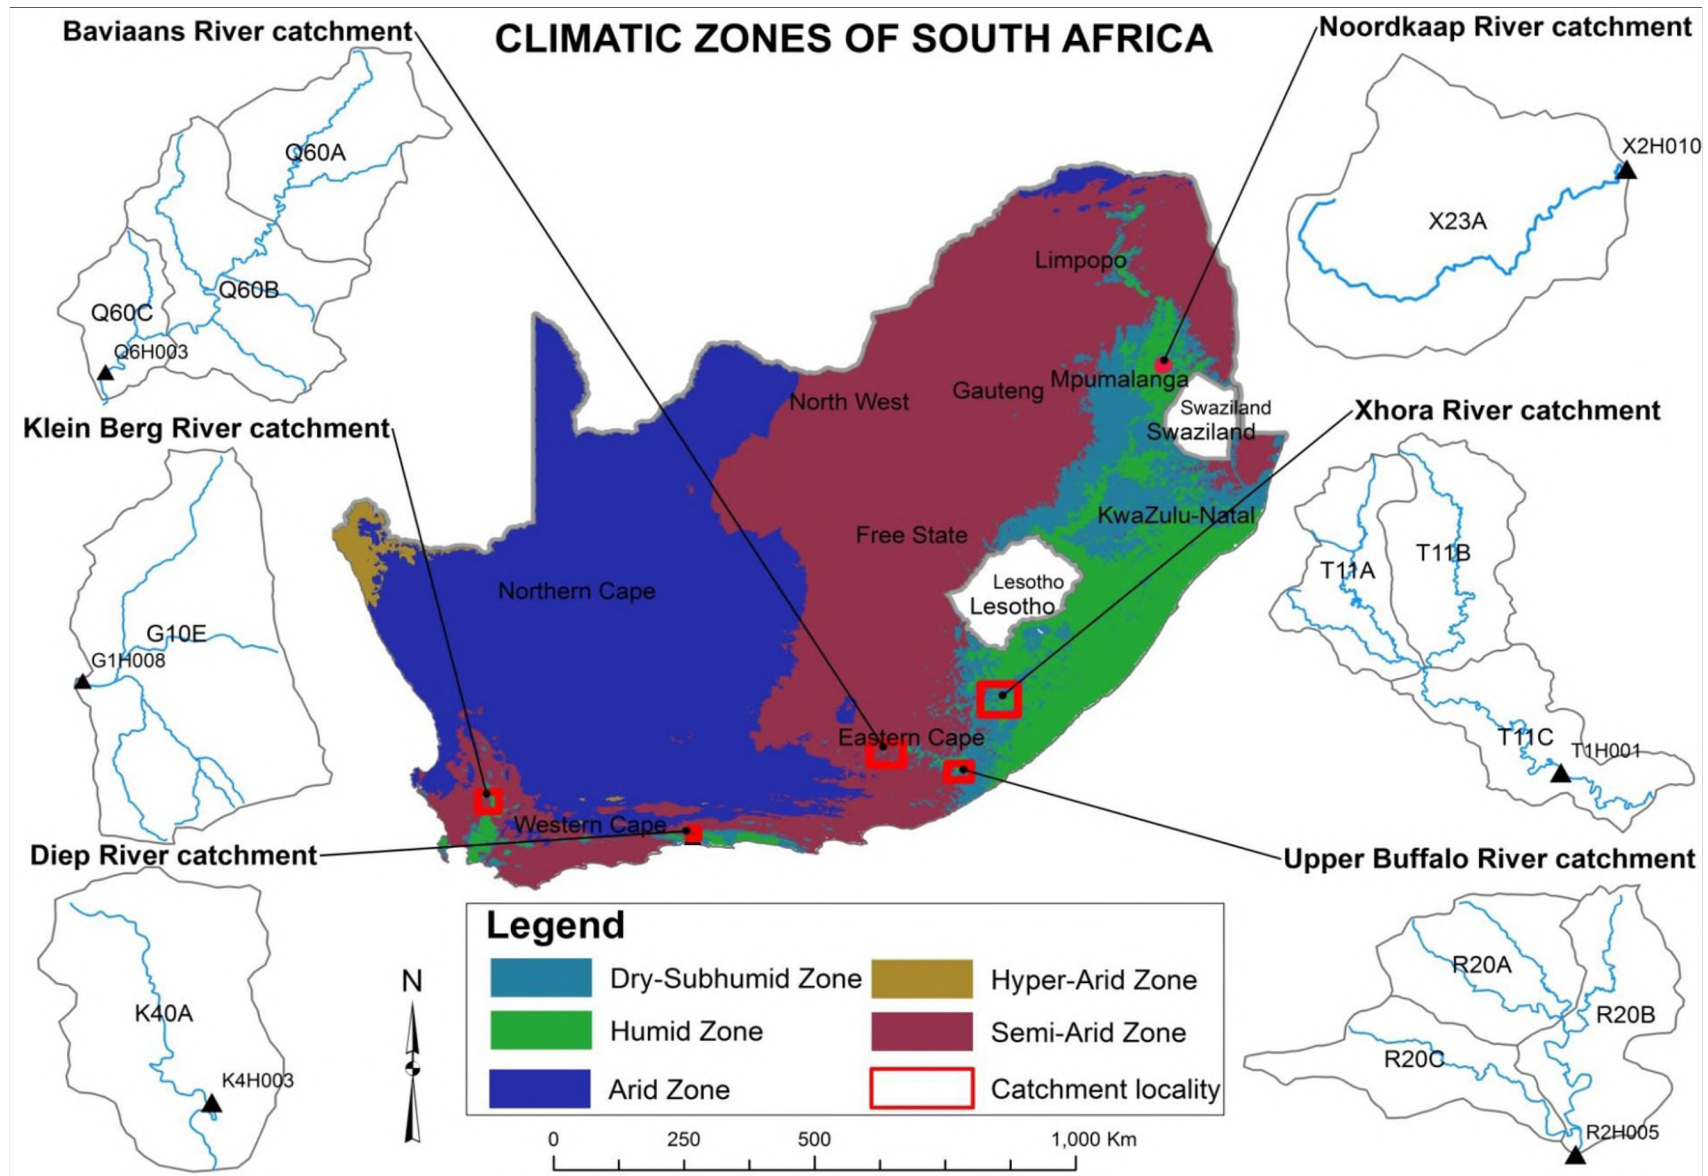 CLIMATIC ZONES OF SOUTH AFRICA
Baviaans River catchment
Q60A
Q60B
Q60C
Q6H003
Klein Berg River catchment
G10E
G1H008
Diep River catchment
K40A
K4H003
Noordkaap River catchment
X2H010
X23A
Xhora River catchment
T11B
T11A
T11C
T1H001
Upper Buffalo River catchment
R20A
R20B
R20C
R2H005
Limpopo
North West
Gauteng
Mpumalanga
Swaziland
Swaziland
KwaZulu-Natal
Free State
Lesotho
Lesotho
Northern Cape
Eastern Cape
Western Cape
N
Legend
Dry-Subhumid Zone
Humid Zone
Arid Zone
Hyper-Arid Zone
Semi-Arid Zone
Catchment locality
0 250 500 1,000 Km